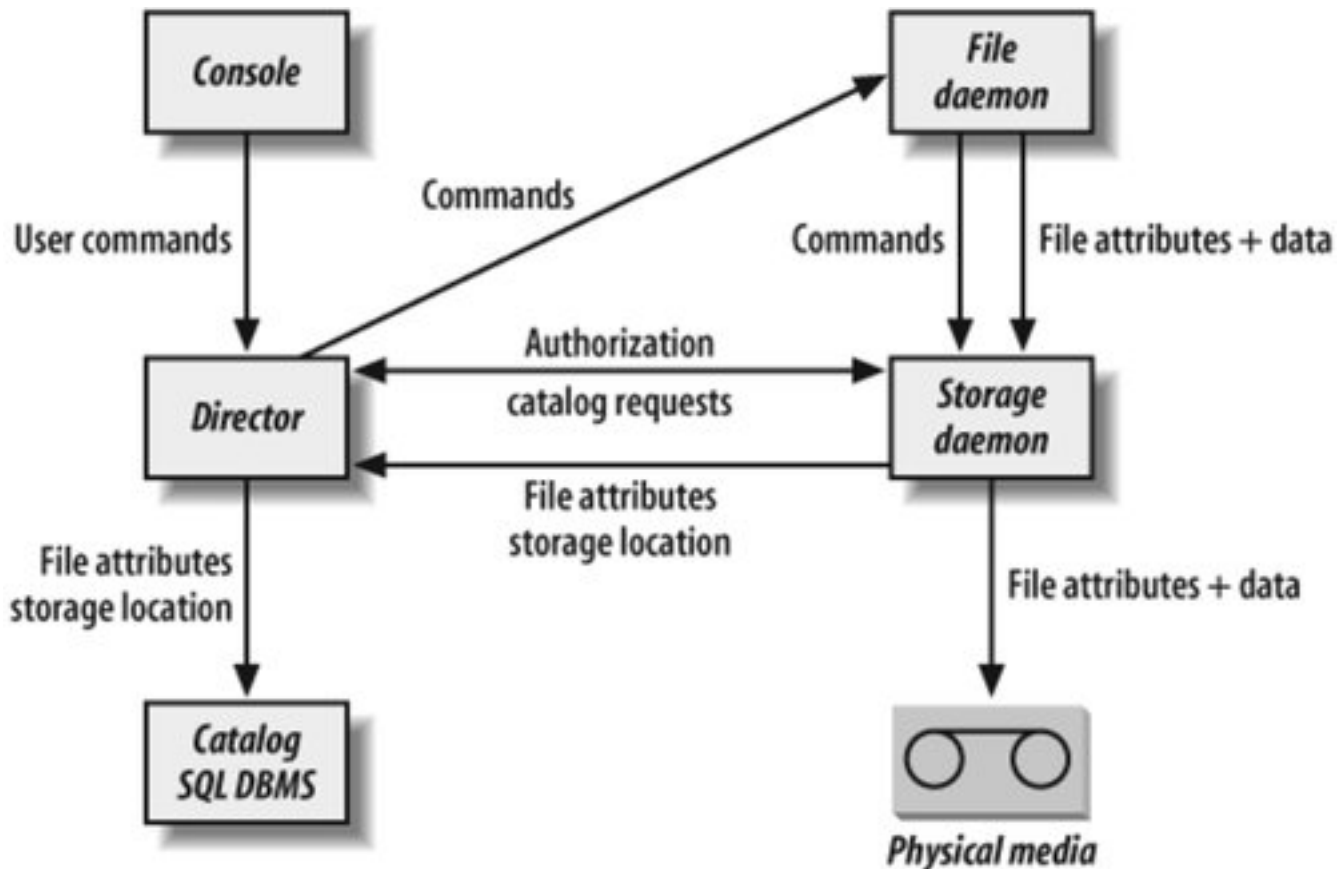 Console
File
daemon
Commands
User commands
Commands
File attributes + data
Authorization
catalog requests
Director
Storage
daemon
File attributes
storage location
File attributes
storage location
File attributes + data
Catalog
SQL DBMS
Physical media